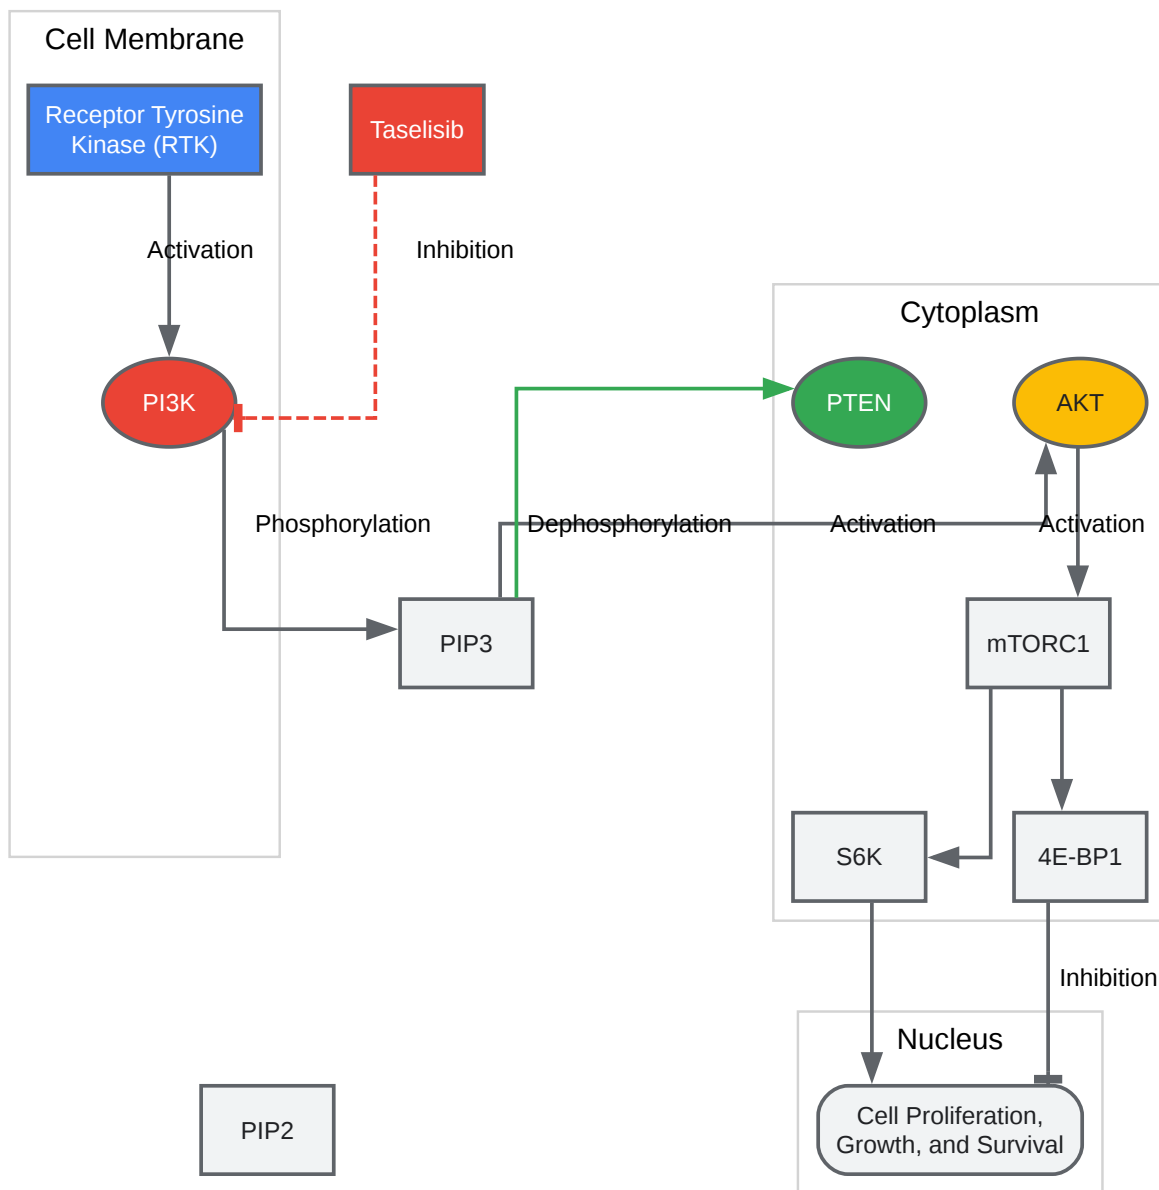 Cell Membrane
Receptor Tyrosine
Kinase (RTK)
Taselisib
Activation
Inhibition
Cytoplasm
PI3K
PTEN
AKT
Phosphorylation
Dephosphorylation
Activation
Activation
PIP3
mTORC1
S6K
4E-BP1
Inhibition
Nucleus
PIP2
Cell Proliferation,
Growth, and Survival